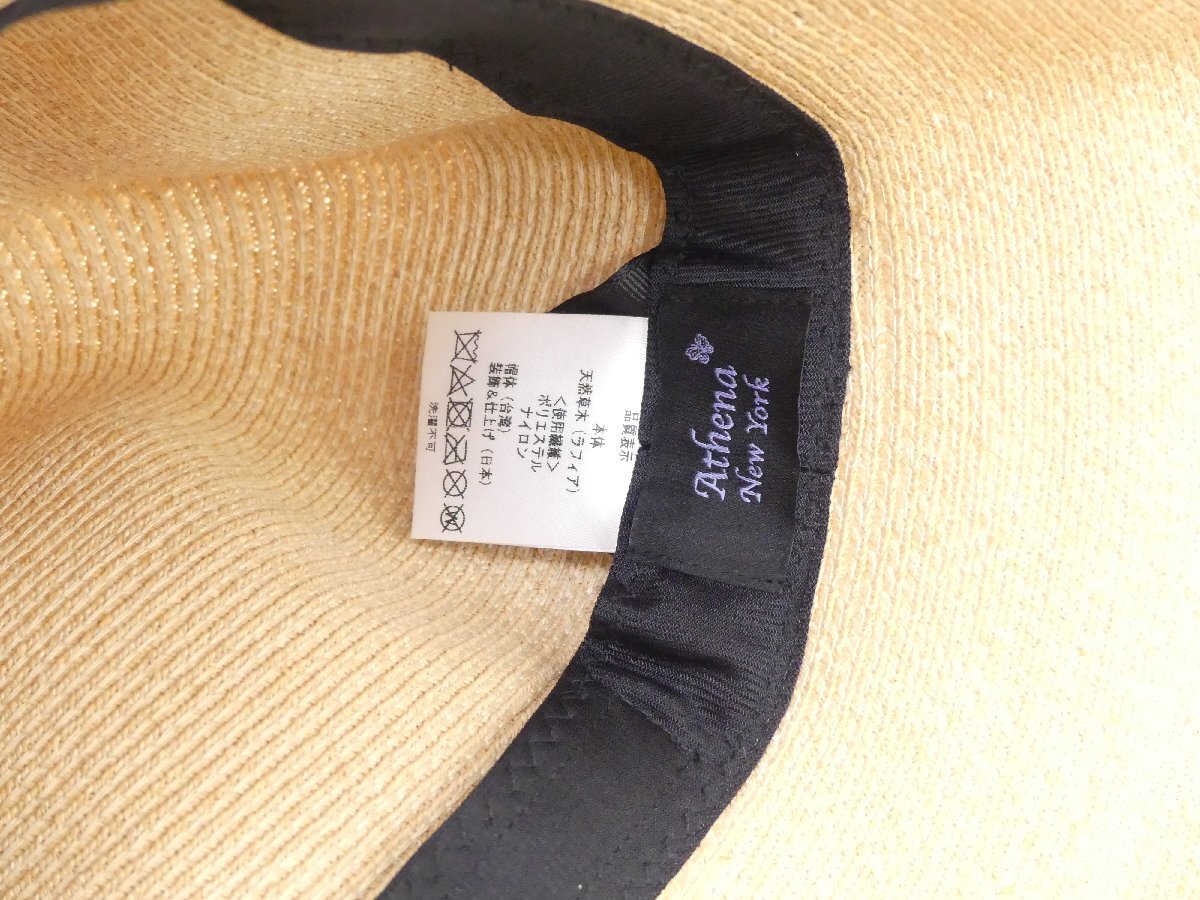 品質表示
本体
天然草木（ラフィア）
＜使用繊維＞
ポリエステル
ナイロン
帽体（台湾）
装飾＆仕上げ（日本）
洗濯不可
Athena
New York